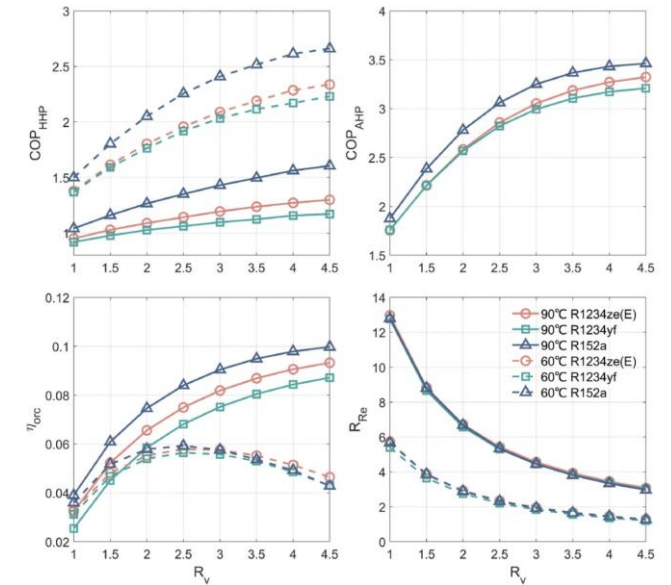 3
2.5
2
1.5
1
COP_HHP
1 1.5 2 2.5 3 3.5 4 4.5
4
3.5
3
2.5
2
1.5
COP_AHP
1 1.5 2 2.5 3 3.5 4 4.5
0.12
0.1
0.08
0.06
0.04
0.02
η_orc
1 1.5 2 2.5 3 3.5 4 4.5
R_v
14
12
10
8
6
4
2
0
R_Re
90℃ R1234ze(E)
90℃ R1234yf
90℃ R152a
60℃ R1234ze(E)
60℃ R1234yf
60℃ R152a
1 1.5 2 2.5 3 3.5 4 4.5
R_v